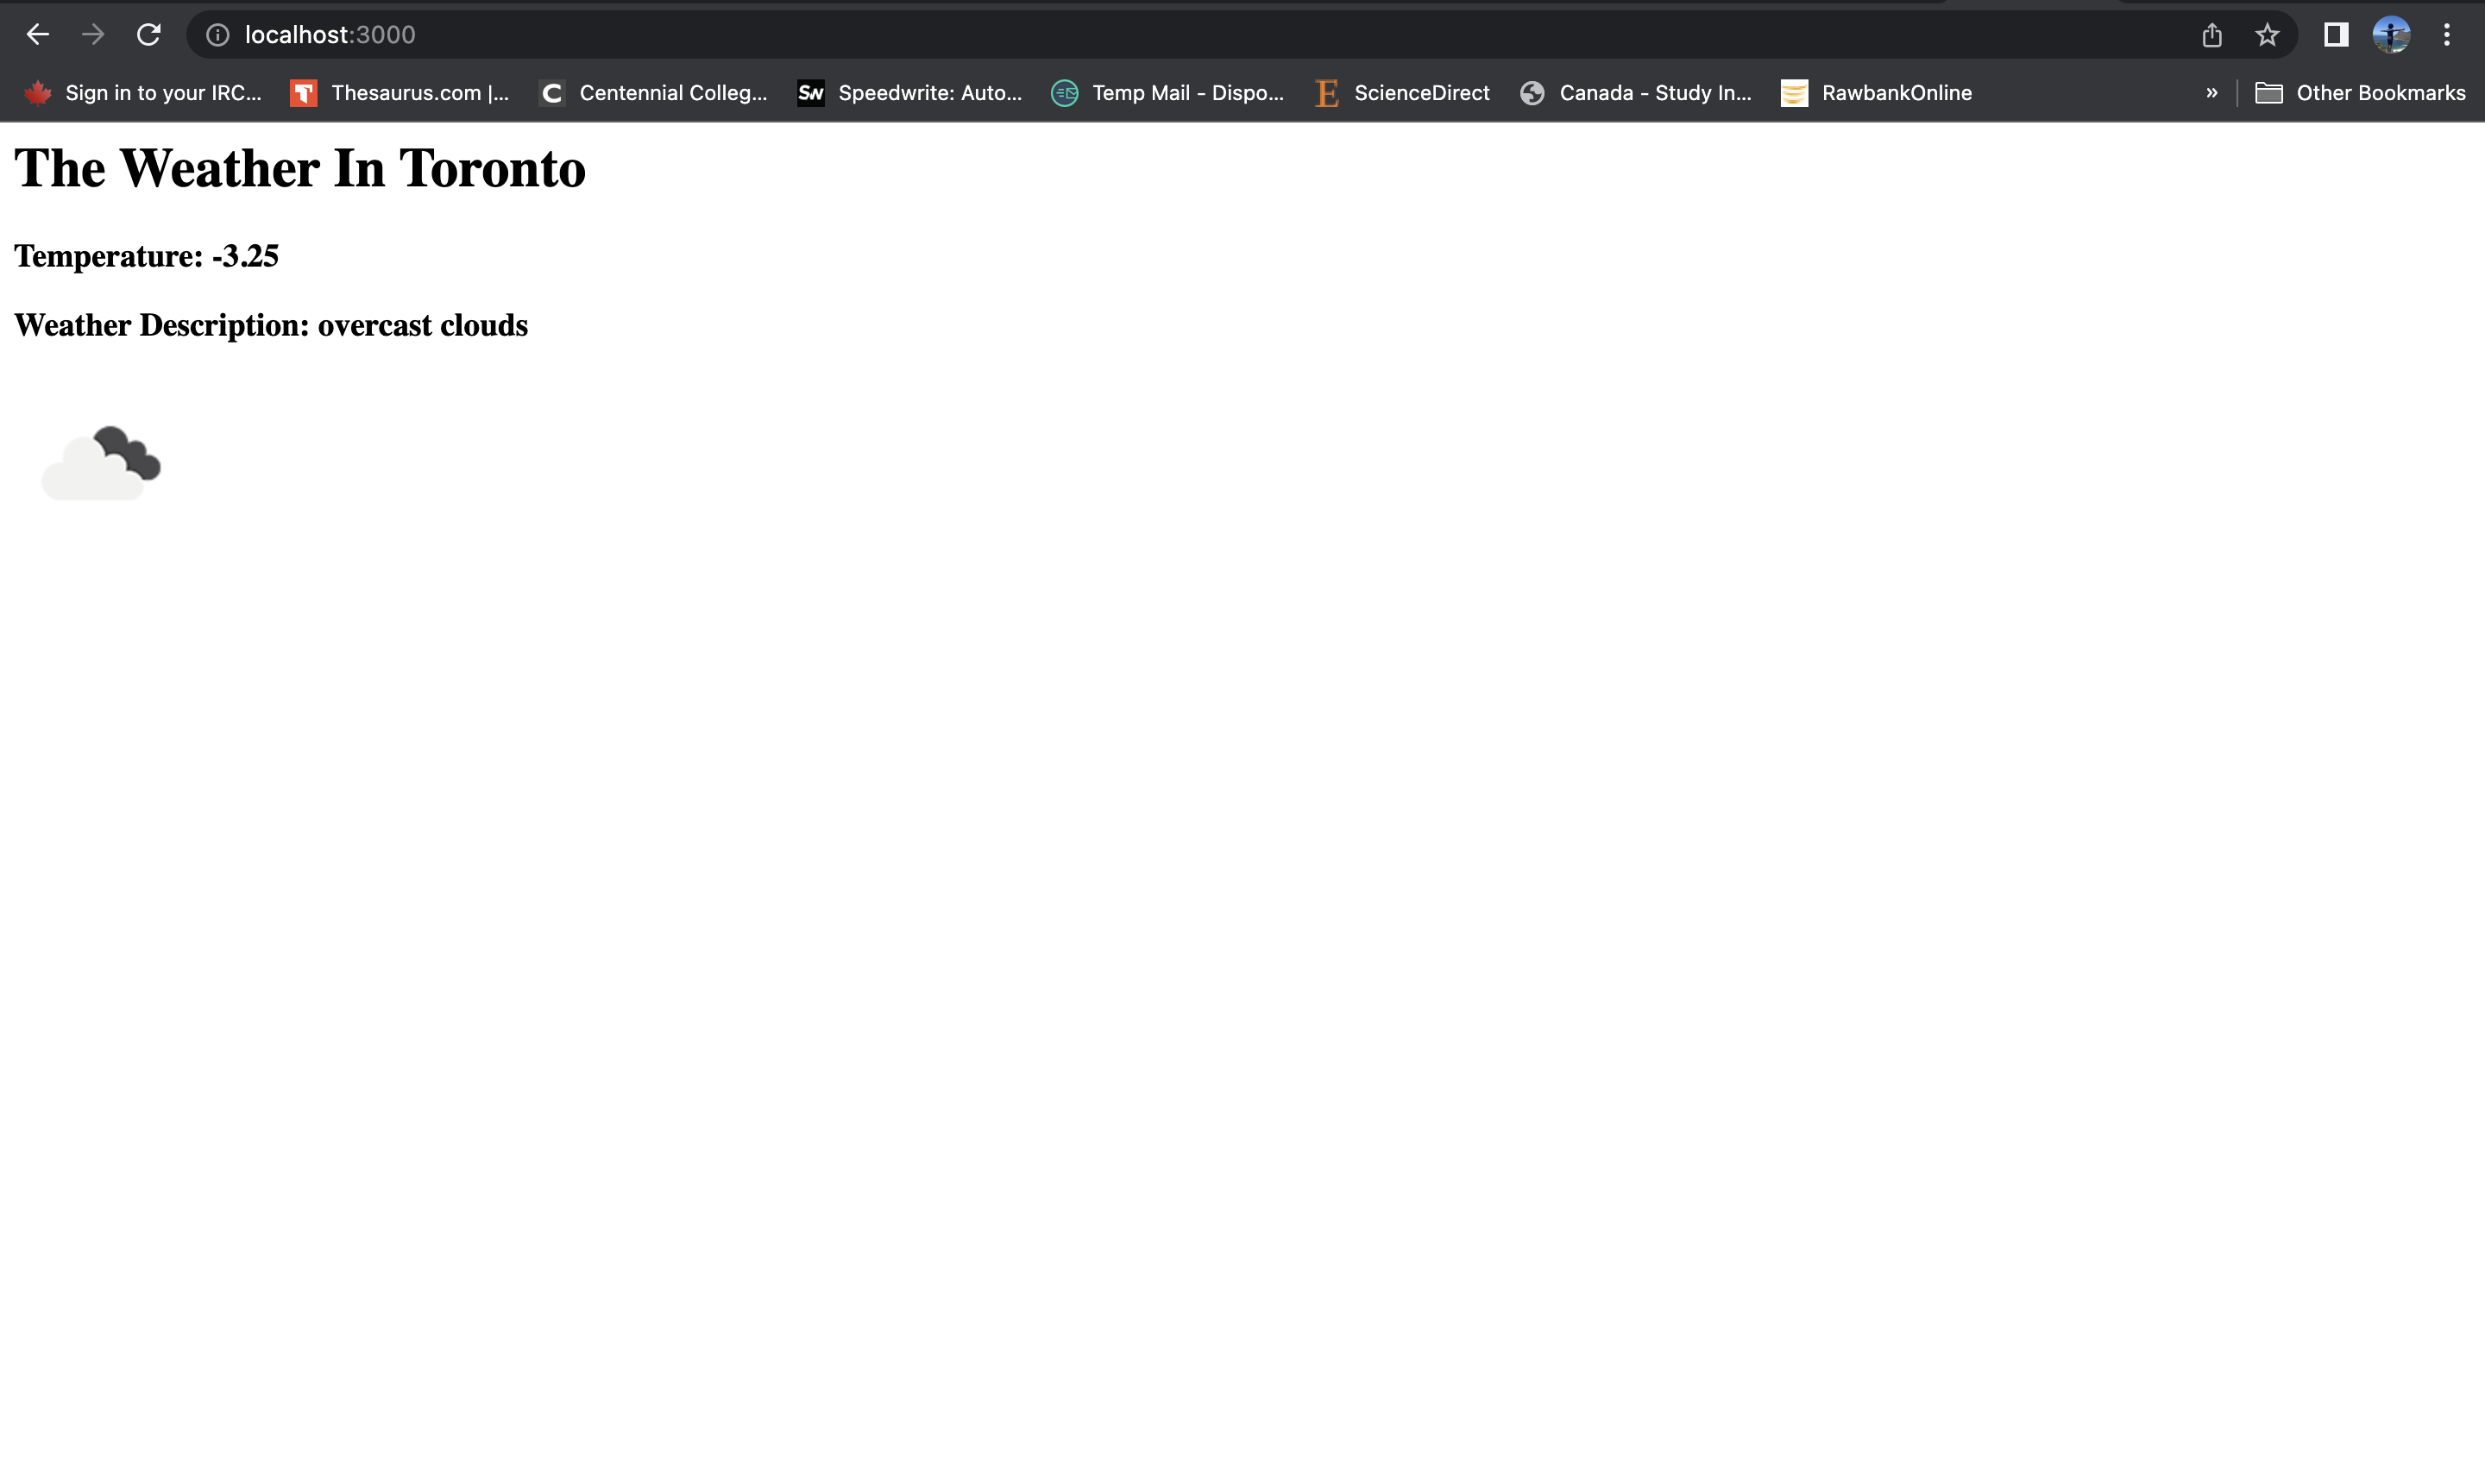 localhost:3000
Sign in to your IRC... Thesaurus.com |... C Centennial Colleg... SW Speedwrite: Auto... Temp Mail - Dispo... E ScienceDirect Canada - Study In... RawbankOnline » Other Bookmarks
The Weather In Toronto
Temperature: -3.25
Weather Description: overcast clouds